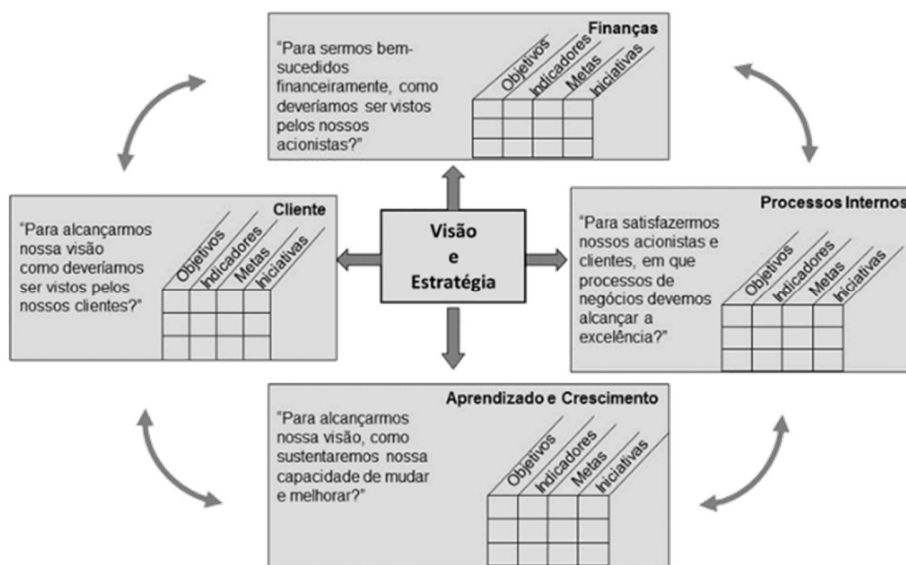 Finanças
“Para sermos bem-
sucedidos
financeiramente, como
deveríamos ser vistos
pelos nossos
acionistas?”
Objetivos
Indicadores
Metas
Iniciativas
Cliente
“Para alcançarmos
nossa visão
como deveríamos
ser vistos pelos
nossos clientes?”
Objetivos
Indicadores
Metas
Iniciativas
Visão
e
Estratégia
Processos Internos
“Para satisfazermos
nossos acionistas e
clientes, em que
processos de
negócios devemos
alcançar a
excelência?”
Objetivos
Indicadores
Metas
Iniciativas
Aprendizado e Crescimento
“Para alcançarmos
nossa visão, como
sustentaremos nossa
capacidade de mudar
e melhorar?”
Objetivos
Indicadores
Metas
Iniciativas